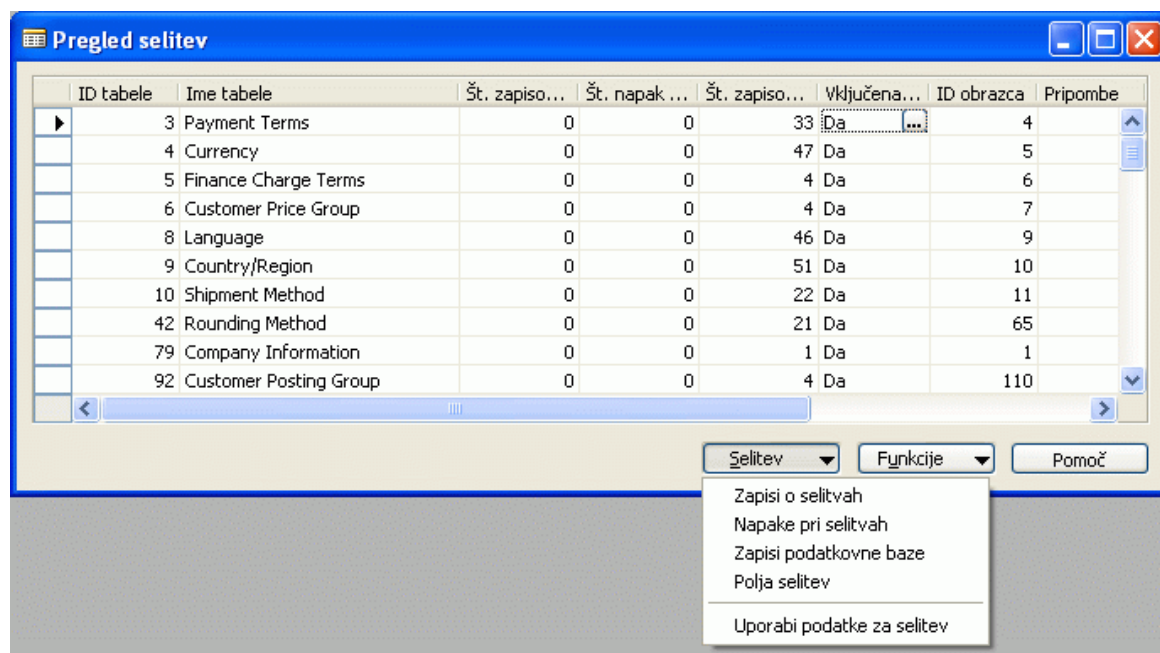 Pregled selitev
ID tabele Ime tabele Št. zapiso... Št. napak ... Št. zapiso... Vključena... ID obrazca Pripombe
3 Payment Terms 0 0 33 Da ... 4
4 Currency 0 0 47 Da 5
5 Finance Charge Terms 0 0 4 Da 6
6 Customer Price Group 0 0 4 Da 7
8 Language 0 0 46 Da 9
9 Country/Region 0 0 51 Da 10
10 Shipment Method 0 0 22 Da 11
42 Rounding Method 0 0 21 Da 65
79 Company Information 0 0 1 Da 1
92 Customer Posting Group 0 0 4 Da 110
Selitev Funkcije Pomoč
Zapisi o selitvah
Napake pri selitvah
Zapisi podatkovne baze
Polja selitev
Uporabi podatke za selitev